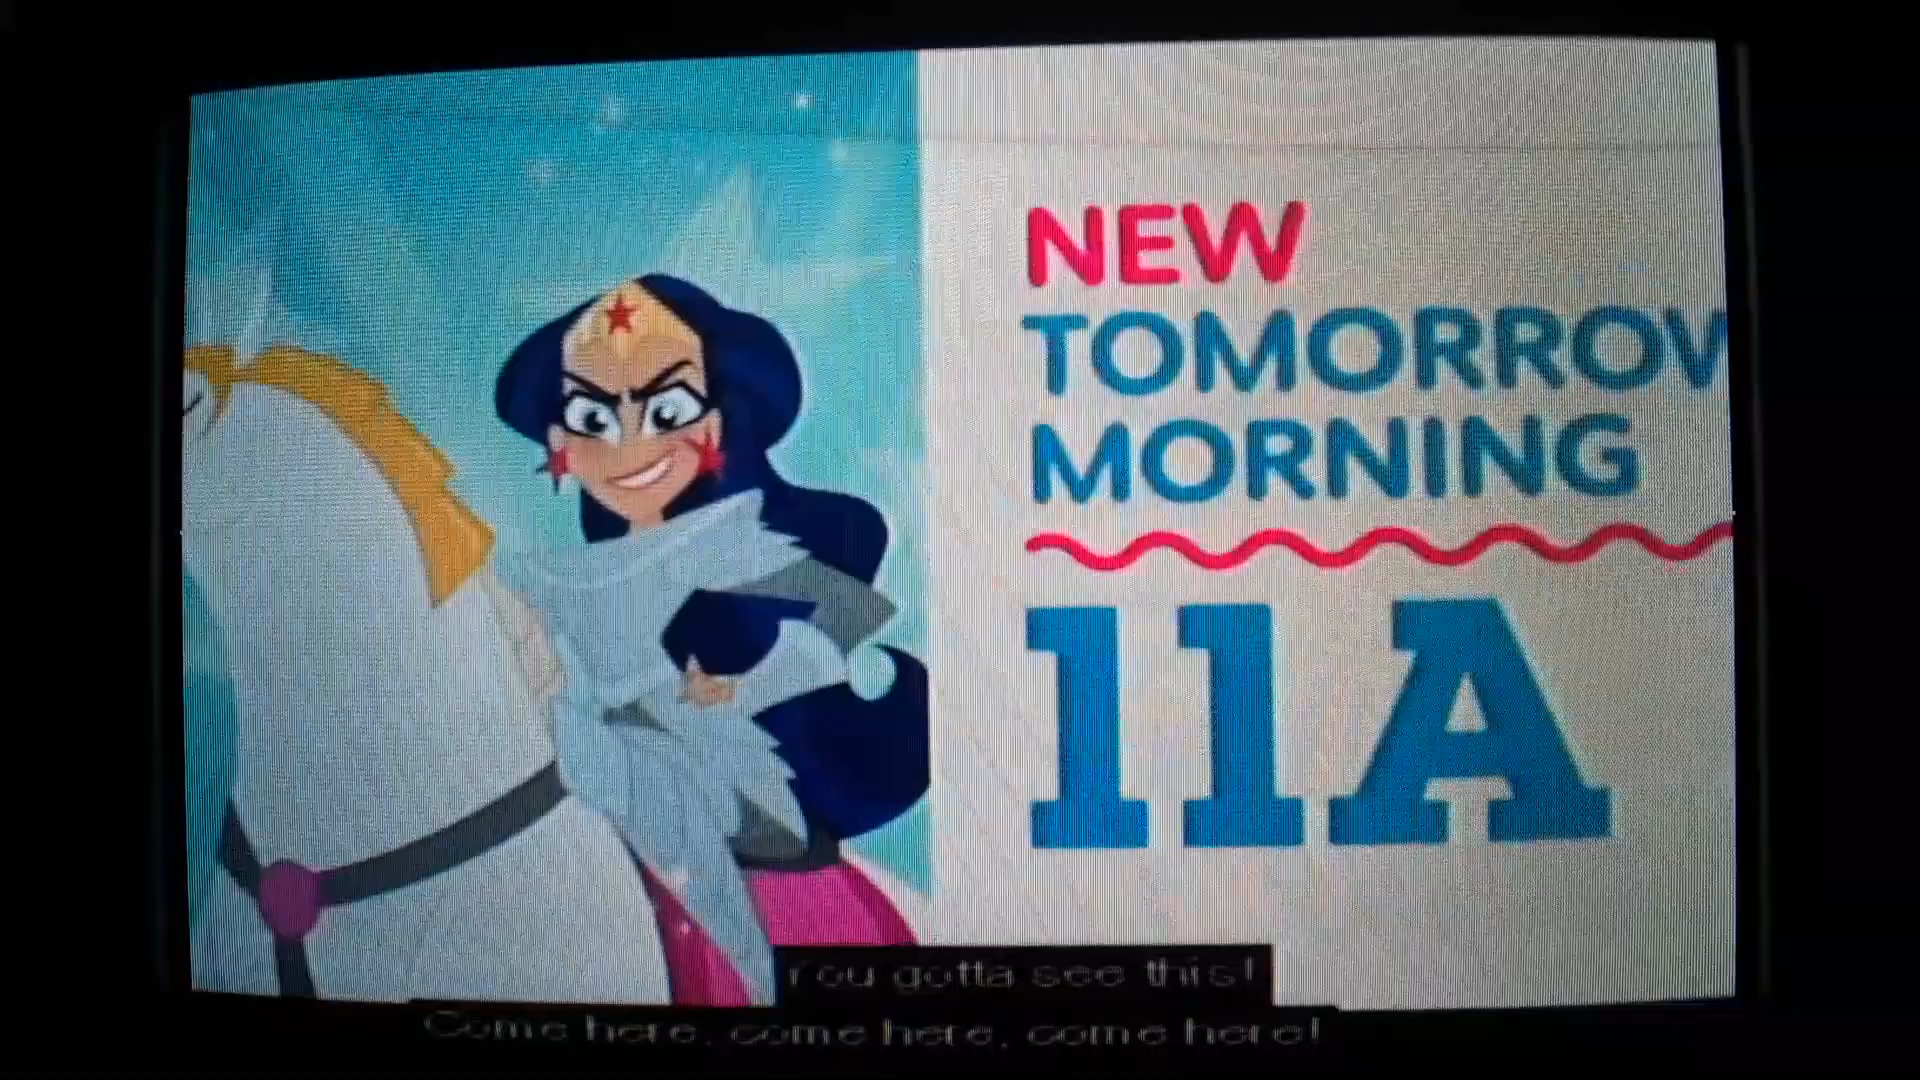 NEW
TOMORROW
MORNING
11A
You gotta see this!
Come here, come here, come here!